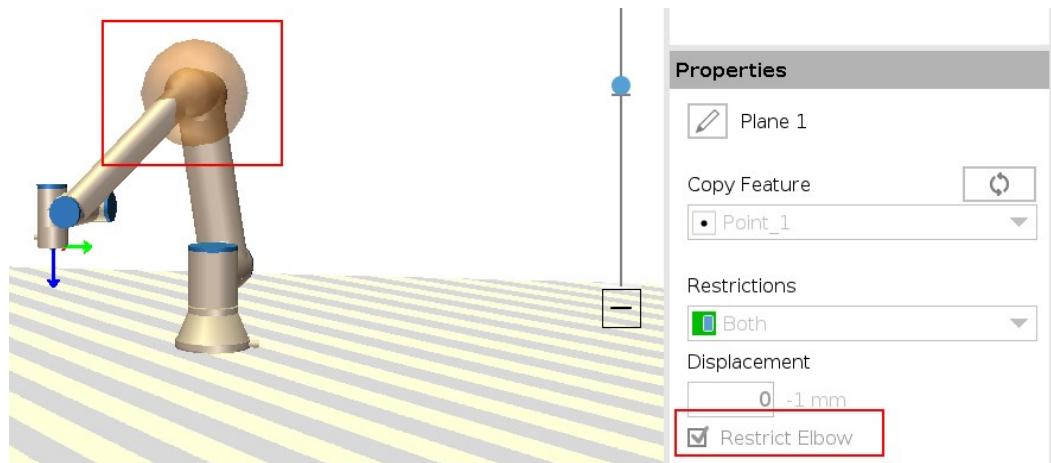 Properties
Plane 1
Copy Feature
Point_1
Restrictions
Both
Displacement
0 -1 mm
Restrict Elbow